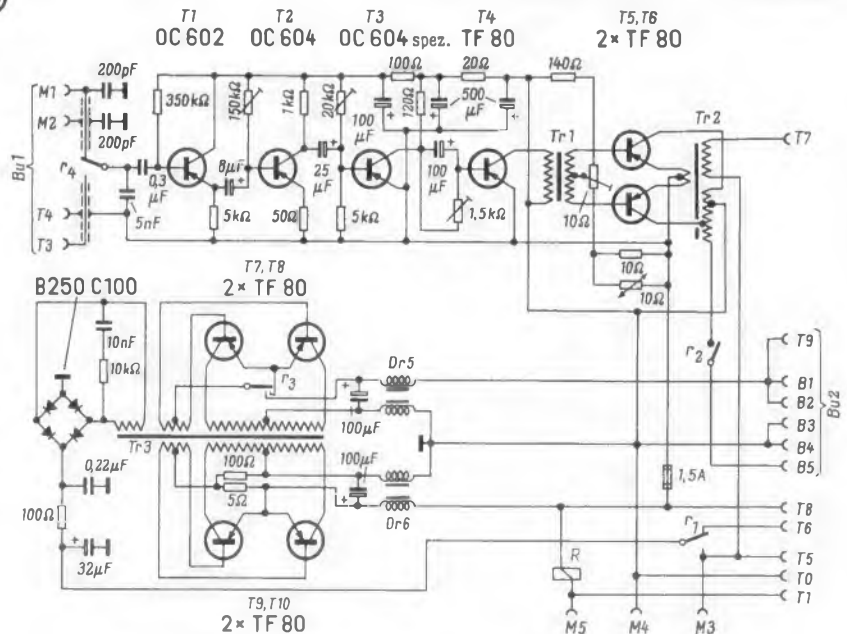 T1 T2 T3 T4 T5, T6
OC 602 OC 604 OC 604 spez. TF 80 2× TF 80
100Ω 20Ω 140Ω
200pF
M1
350kΩ 150kΩ 1kΩ 20kΩ 120Ω 500 μF
100 μF
Tr2
M2
T7
200pF
Tr1
Bu1
r4
8μF
25 μF
100 μF
0,3 μF
10Ω
T4
5nF
5kΩ 50Ω 5kΩ 1,5kΩ
T3
10Ω
T7, T8
B250 C100 2× TF 80
10Ω
10nF
r2
T9
r3
Dr5
10kΩ
B1
B2
Bu2
100μF
B3
Tr3
B4
100Ω 100μF
B5
0,22μF
5Ω
1,5A
100Ω
Dr6
T8
r1
T6
32μF
R
T5
T0
T9, T10
T1
2× TF 80
M5 M4 M3